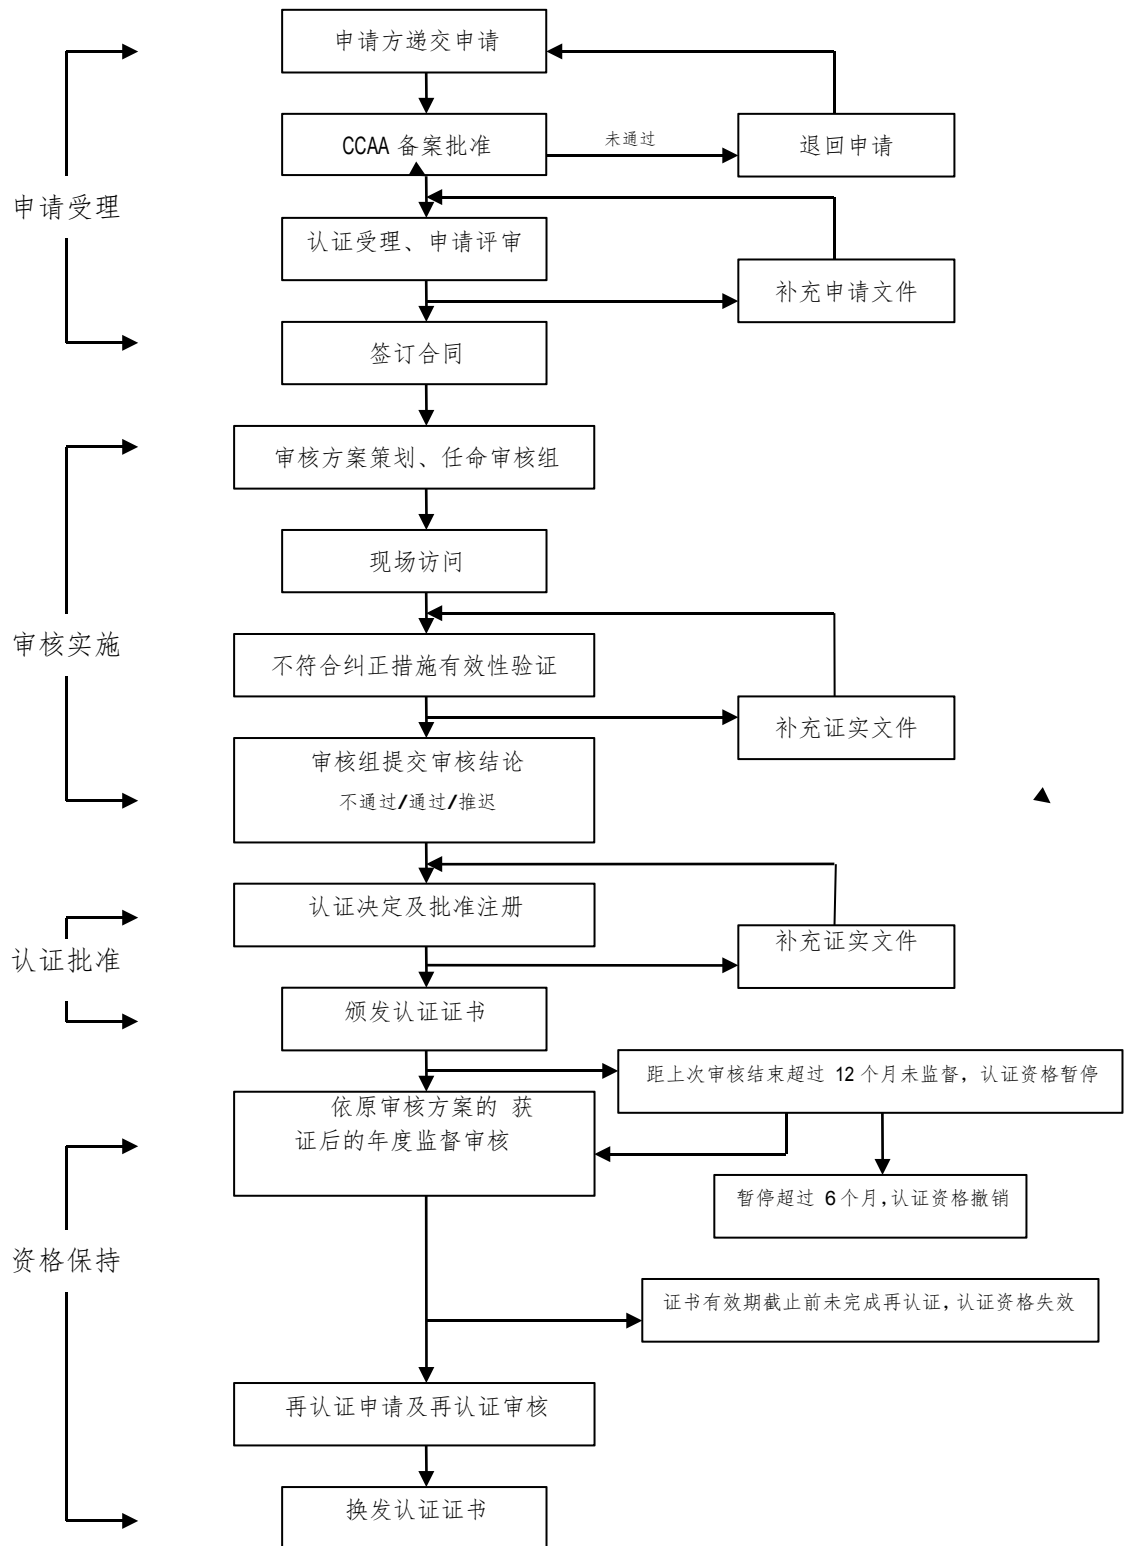 申请方递交申请
CCAA 备案批准
未通过
退回申请
申请受理
认证受理、申请评审
补充申请文件
签订合同
审核方案策划、任命审核组
现场访问
审核实施
不符合纠正措施有效性验证
补充证实文件
审核组提交审核结论
不通过/通过/推迟
认证决定及批准注册
补充证实文件
认证批准
颁发认证证书
距上次审核结束超过 12 个月未监督，认证资格暂停
依原审核方案的 获
证后的年度监督审核
暂停超过 6 个月，认证资格撤销
资格保持
证书有效期截止前未完成再认证，认证资格失效
再认证申请及再认证审核
换发认证证书